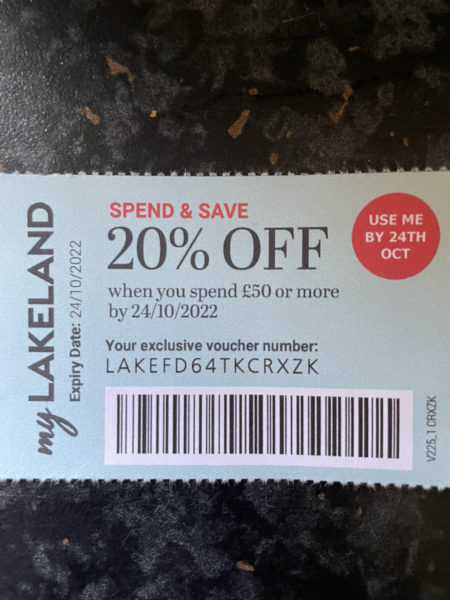 my LAKELAND
Expiry Date: 24/10/2022
SPEND & SAVE
20% OFF
when you spend £50 or more
by 24/10/2022
Your exclusive voucher number:
LAKEFD64TKCRXZK
USE ME
BY 24TH
OCT
V225_1 CRXZK